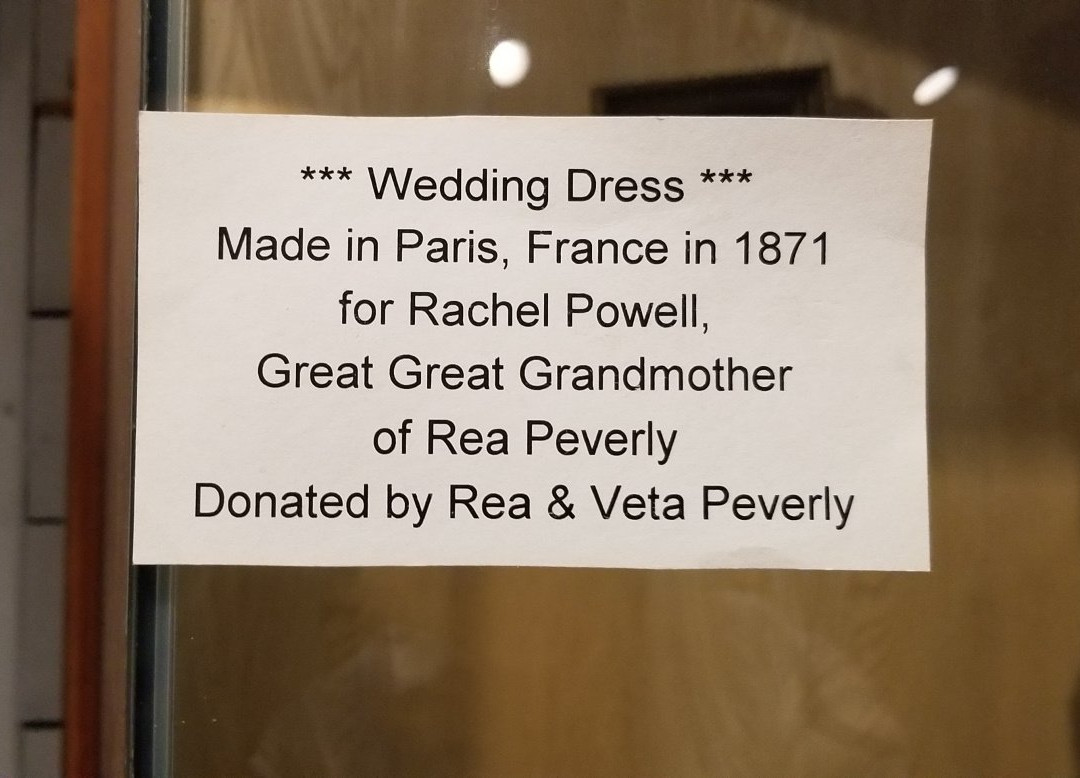 *** Wedding Dress ***
Made in Paris, France in 1871
for Rachel Powell,
Great Great Grandmother
of Rea Peverly
Donated by Rea & Veta Peverly